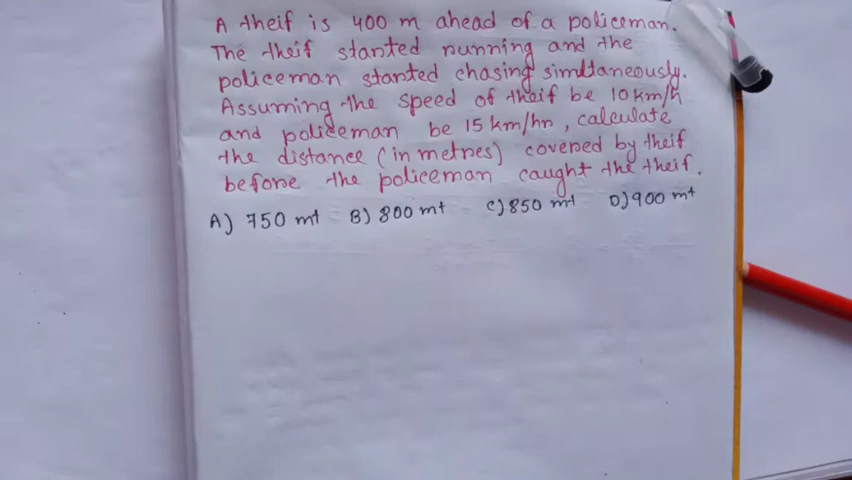 A theif is 400 m ahead of a policeman.
The theif started running and the
policeman started chasing simltaneously.
Assuming the speed of theif be 10 km/h
and policeman be 15 km/hr, calculate
the distance (in metres) covered by theif
before the policeman caught the theif.
A) 750 mt B) 800 mt C) 850 mt D) 900 mt